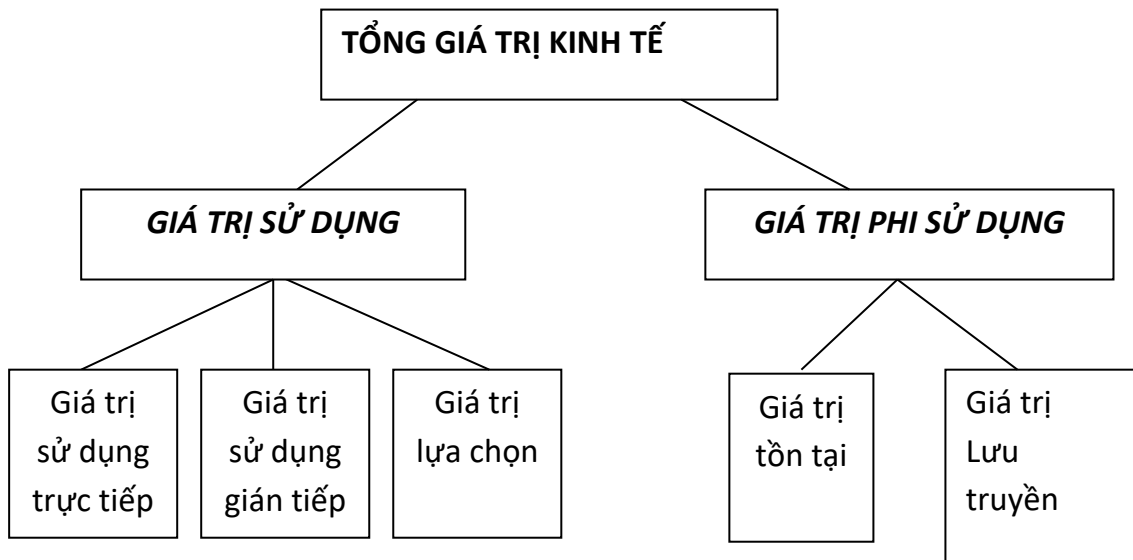 TỔNG GIÁ TRỊ KINH TẾ
GIÁ TRỊ SỬ DỤNG
GIÁ TRỊ PHI SỬ DỤNG
Giá trị
sử dụng
trực tiếp
Giá trị
sử dụng
gián tiếp
Giá trị
lựa chọn
Giá trị
tồn tại
Giá trị
Lưu
truyền